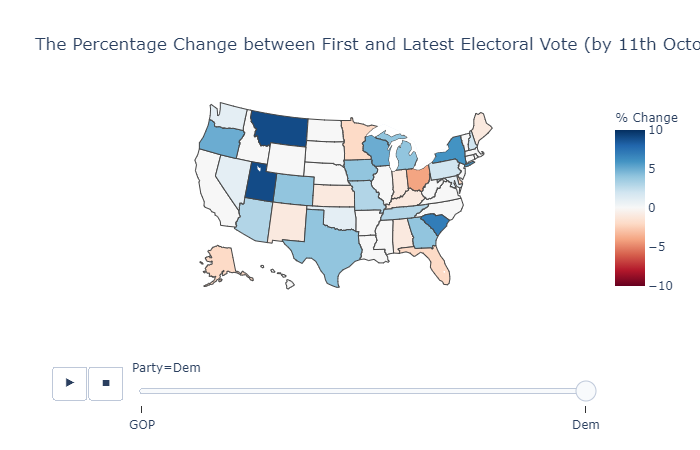 The Percentage Change between First and Latest Electoral Vote (by 11th Octo
% Change
10
5
0
−5
−10
Party=Dem
GOP
Dem